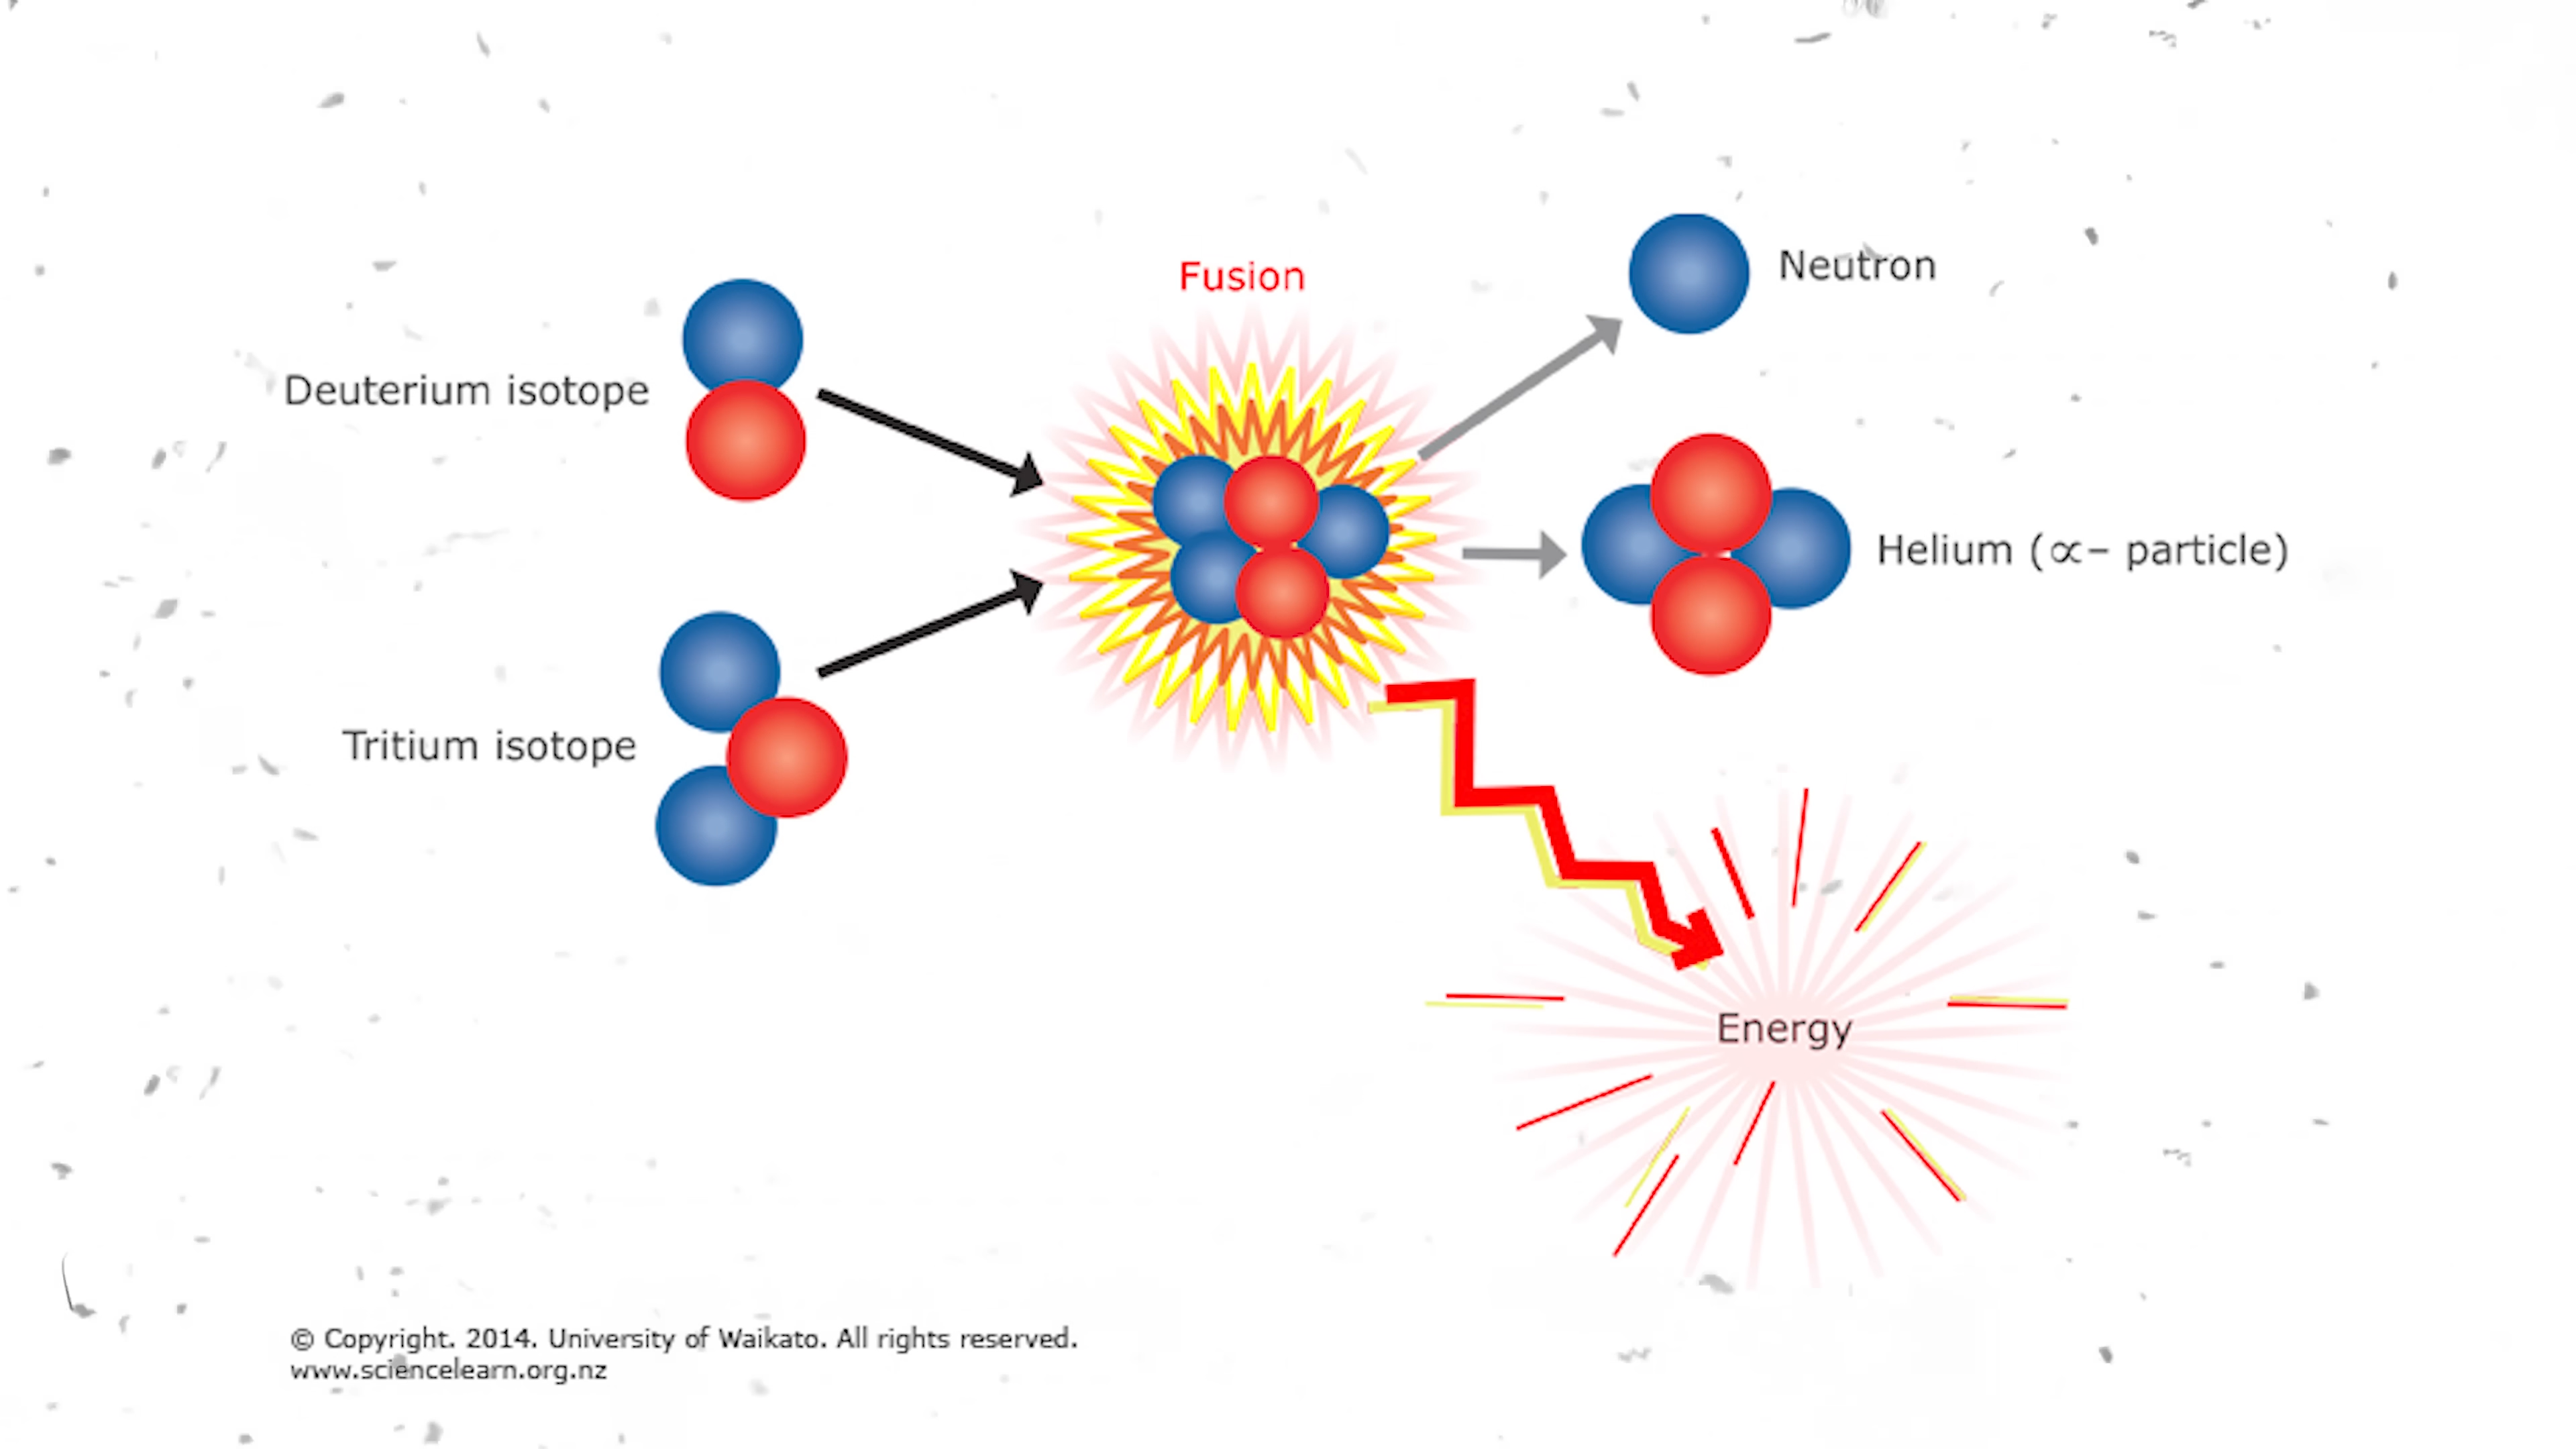 Fusion
Neutron
Deuterium isotope
Helium (∝– particle)
Tritium isotope
Energy
© Copyright. 2014. University of Waikato. All rights reserved.
www.sciencelearn.org.nz